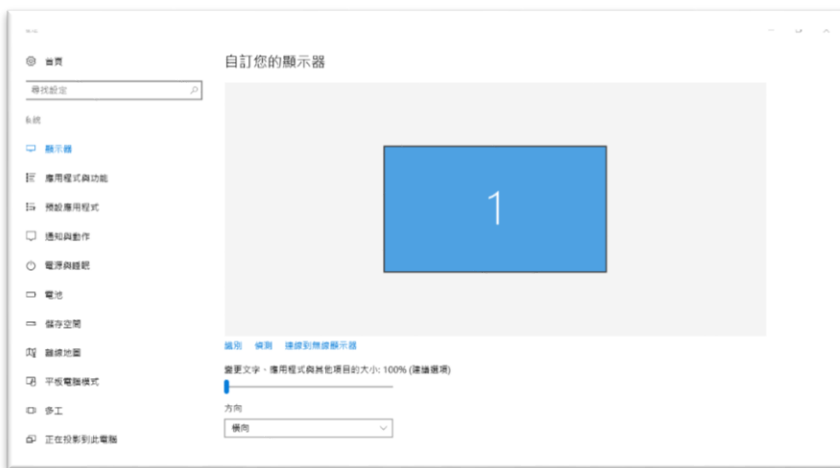 首頁
自訂您的顯示器
尋找設定
系統
顯示器
1
應用程式與功能
預設應用程式
通知與動作
電源與睡眠
電池
儲存空間
離線地圖
識別 偵測 連線到無線顯示器
變更文字、應用程式與其他項目的大小: 100% (建議選項)
平板電腦模式
方向
多工
橫向
正在投影到此電腦